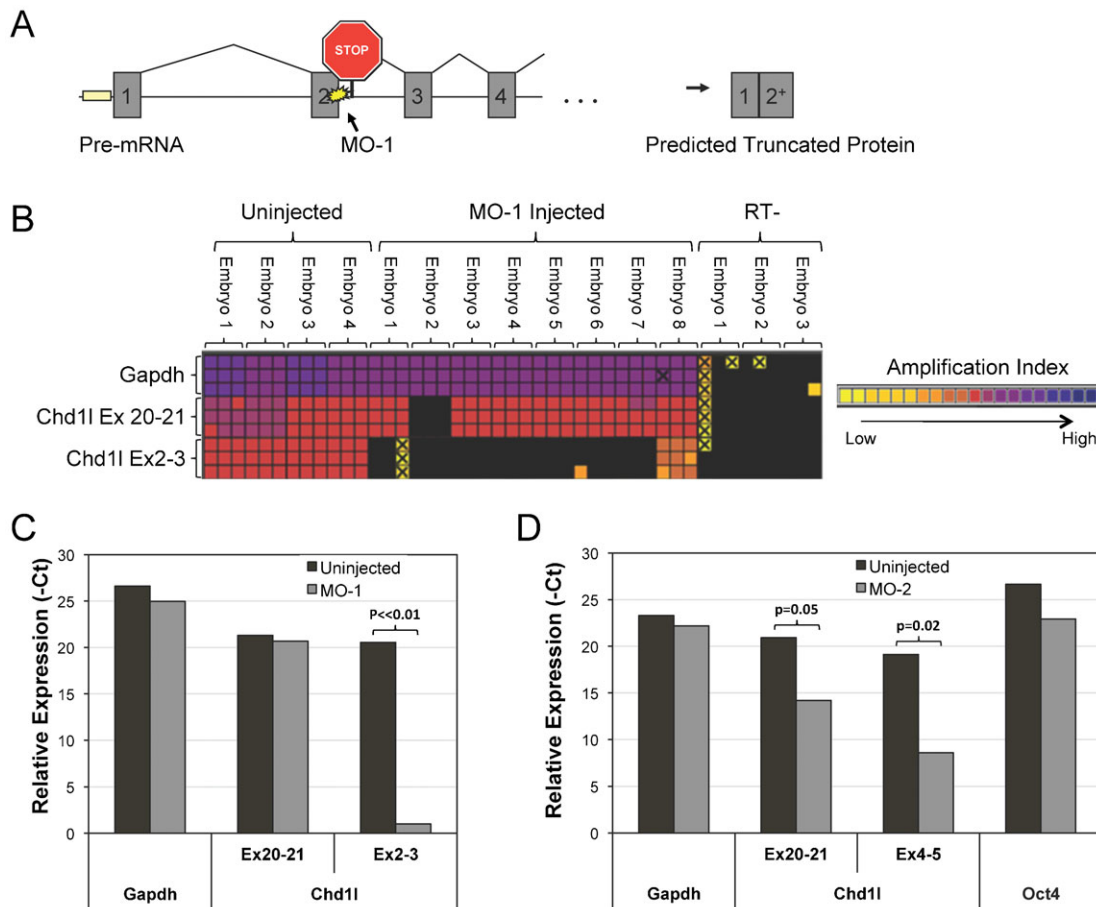 A
STOP
1
2
3
4
. . .
1
2+
Pre-mRNA
MO-1
Predicted Truncated Protein
B
Uninjected
MO-1 Injected
RT-
Embryo 1
Embryo 2
Embryo 3
Embryo 4
Embryo 1
Embryo 2
Embryo 3
Embryo 4
Embryo 5
Embryo 6
Embryo 7
Embryo 8
Embryo 1
Embryo 2
Embryo 3
Gapdh
Chd1l Ex 20-21
Chd1l Ex2-3
Amplification Index
Low
High
C
Relative Expression (-Ct)
30
25
20
15
10
5
0
Uninjected
MO-1
P<<0.01
Ex20-21
Ex2-3
Gapdh
Chd1l
D
Relative Expression (-Ct)
30
25
20
15
10
5
0
Uninjected
MO-2
p=0.05
p=0.02
Ex20-21
Ex4-5
Gapdh
Chd1l
Oct4